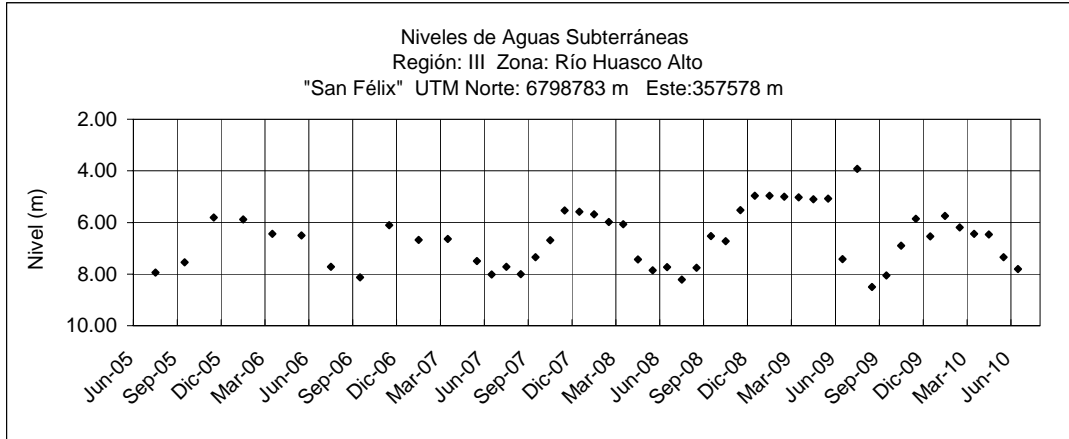 Niveles de Aguas Subterráneas
Región: III  Zona: Río Huasco Alto
"San Félix"  UTM Norte: 6798783 m   Este:357578 m
Nivel (m)
2.00
4.00
6.00
8.00
10.00
Jun-05
Sep-05
Dic-05
Mar-06
Jun-06
Sep-06
Dic-06
Mar-07
Jun-07
Sep-07
Dic-07
Mar-08
Jun-08
Sep-08
Dic-08
Mar-09
Jun-09
Sep-09
Dic-09
Mar-10
Jun-10